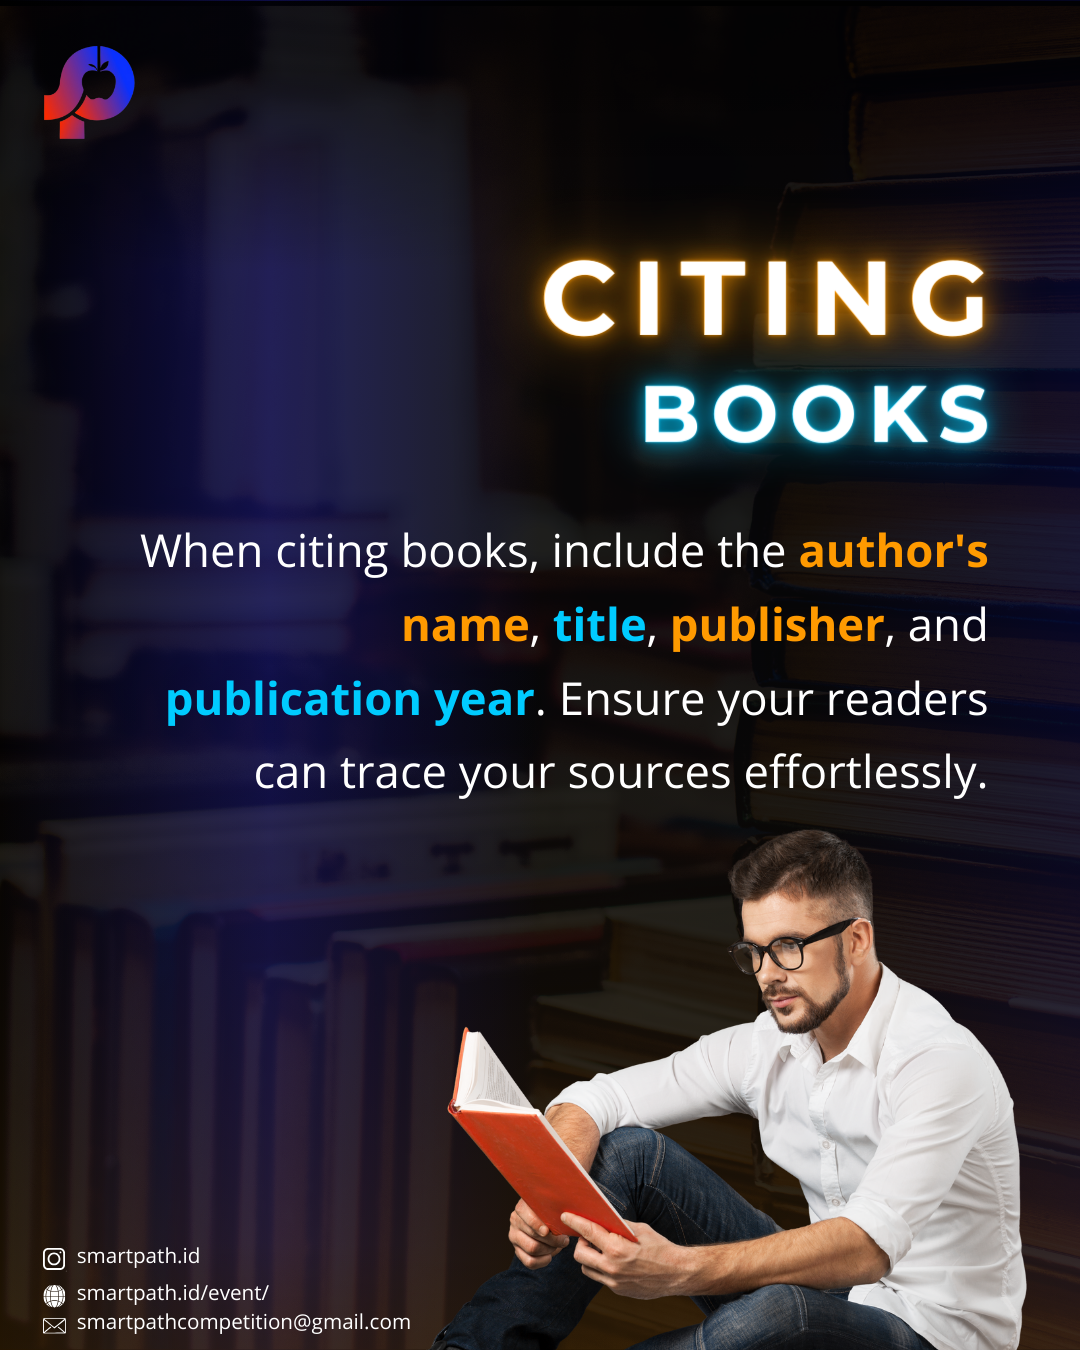 CITING
BOOKS
When citing books, include the author's
name, title, publisher, and
publication year. Ensure your readers
can trace your sources effortlessly.
smartpath.id
smartpath.id/event/
smartpathcompetition@gmail.com